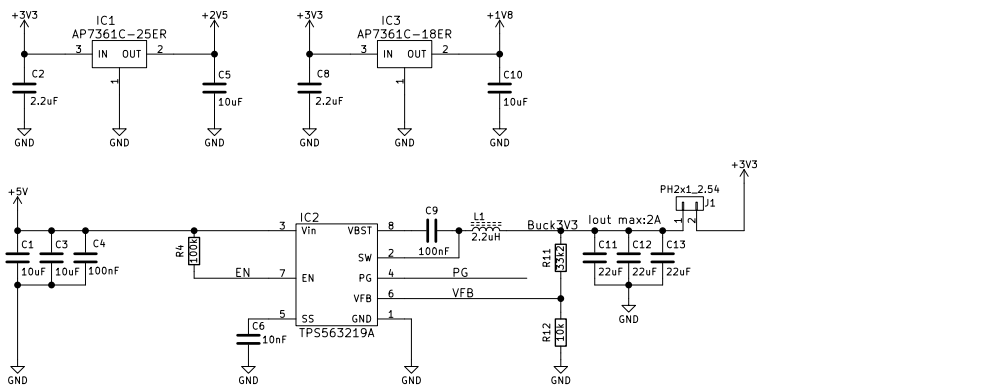 +3V3
IC1
AP7361C-25ER
+2V5
3 IN OUT 2
1
C2
2.2uF
C5
10uF
GND
GND
GND
+3V3
IC3
AP7361C-18ER
+1V8
3 IN OUT 2
1
C8
2.2uF
C10
10uF
GND
GND
GND
+5V
C1
10uF
C3
10uF
C4
100nF
GND
R4
100k
EN
IC2
3 Vin
7 EN
5 SS
VBST 8
SW 2
PG 4
VFB 6
GND 1
TPS563219A
C6
10nF
GND
GND
C9
100nF
L1
2.2uH
PG
VFB
Buck3V3
R11
33k2
R12
10k
GND
Iout max:2A
C11
22uF
C12
22uF
C13
22uF
GND
PH2x1_2.54
J1
1
2
+3V3